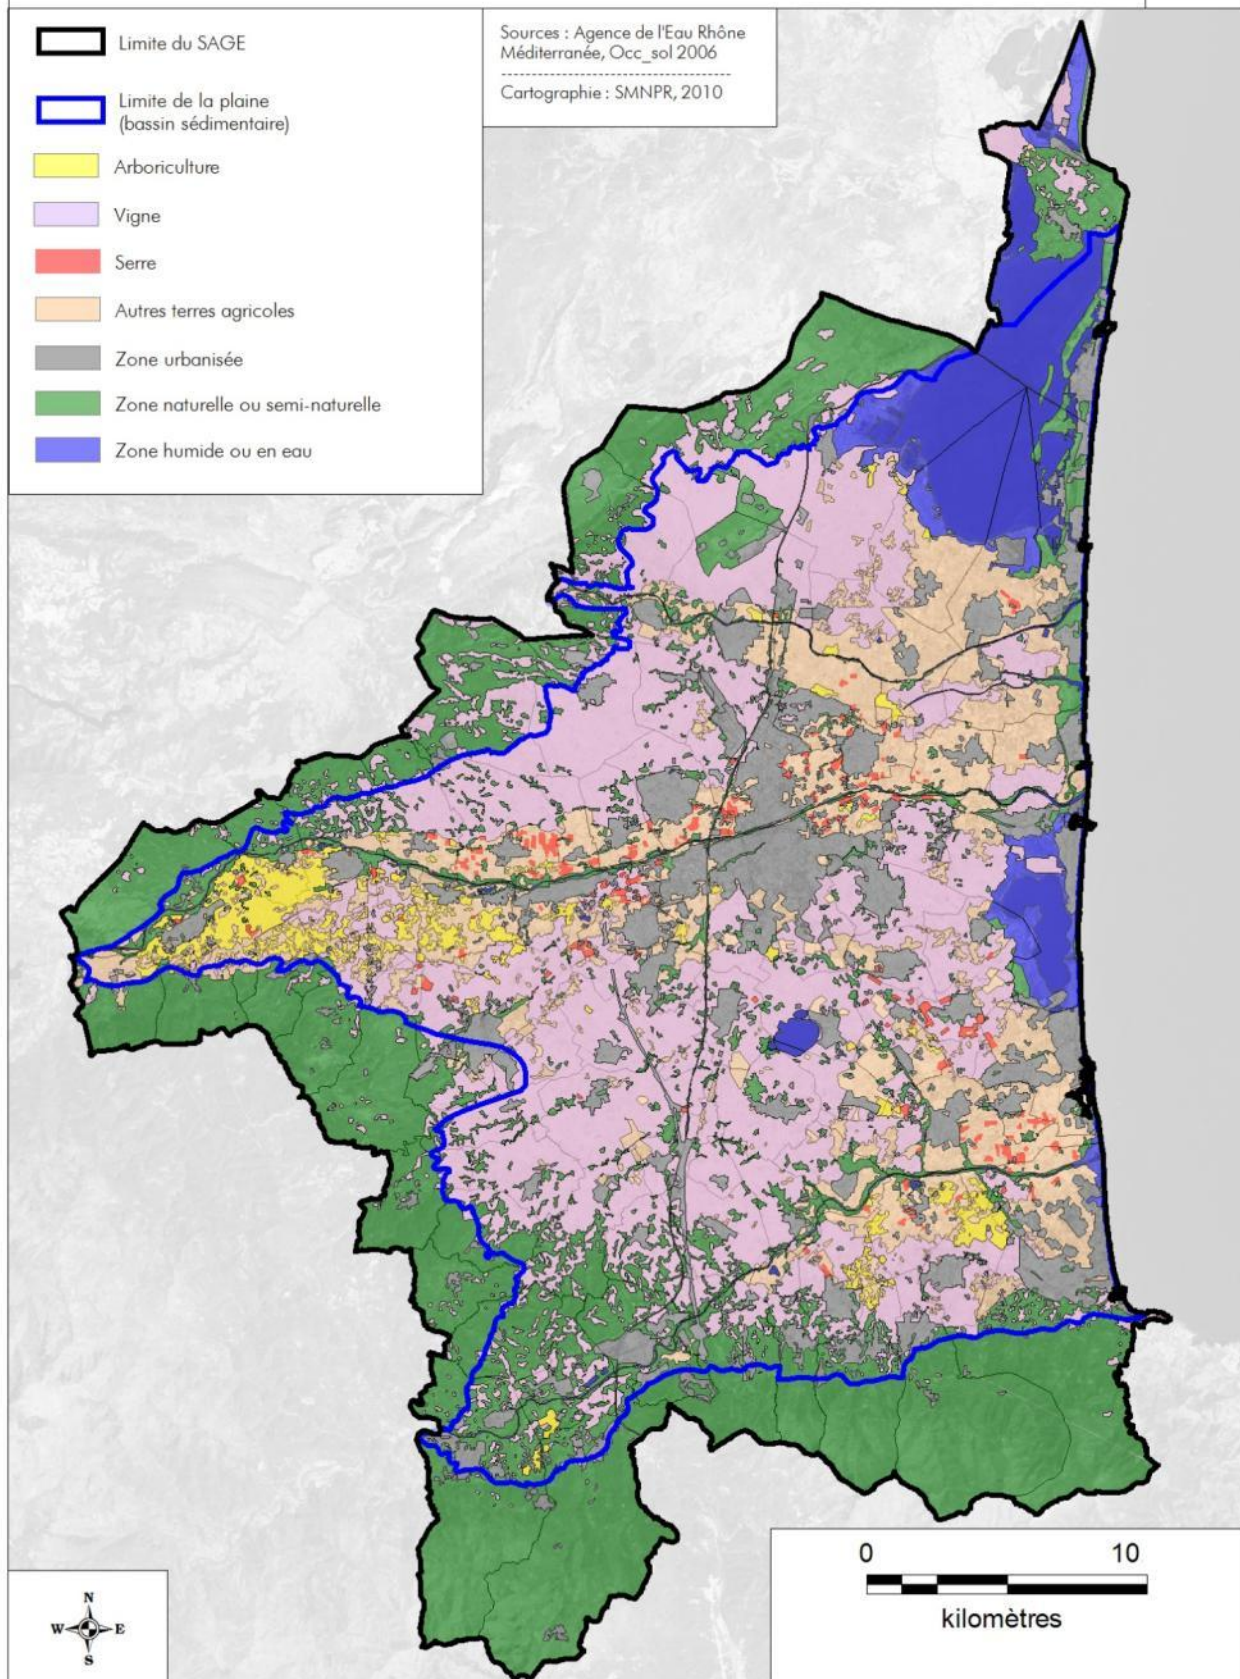 Limite du SAGE
Limite de la plaine
(bassin sédimentaire)
Arboriculture
Vigne
Serre
Autres terres agricoles
Zone urbanisée
Zone naturelle ou semi-naturelle
Zone humide ou en eau
Sources : Agence de l'Eau Rhône
Méditerranée, Occ_sol 2006
--------------------------------------
Cartographie : SMNPR, 2010
N
W E
S
0 10
kilomètres